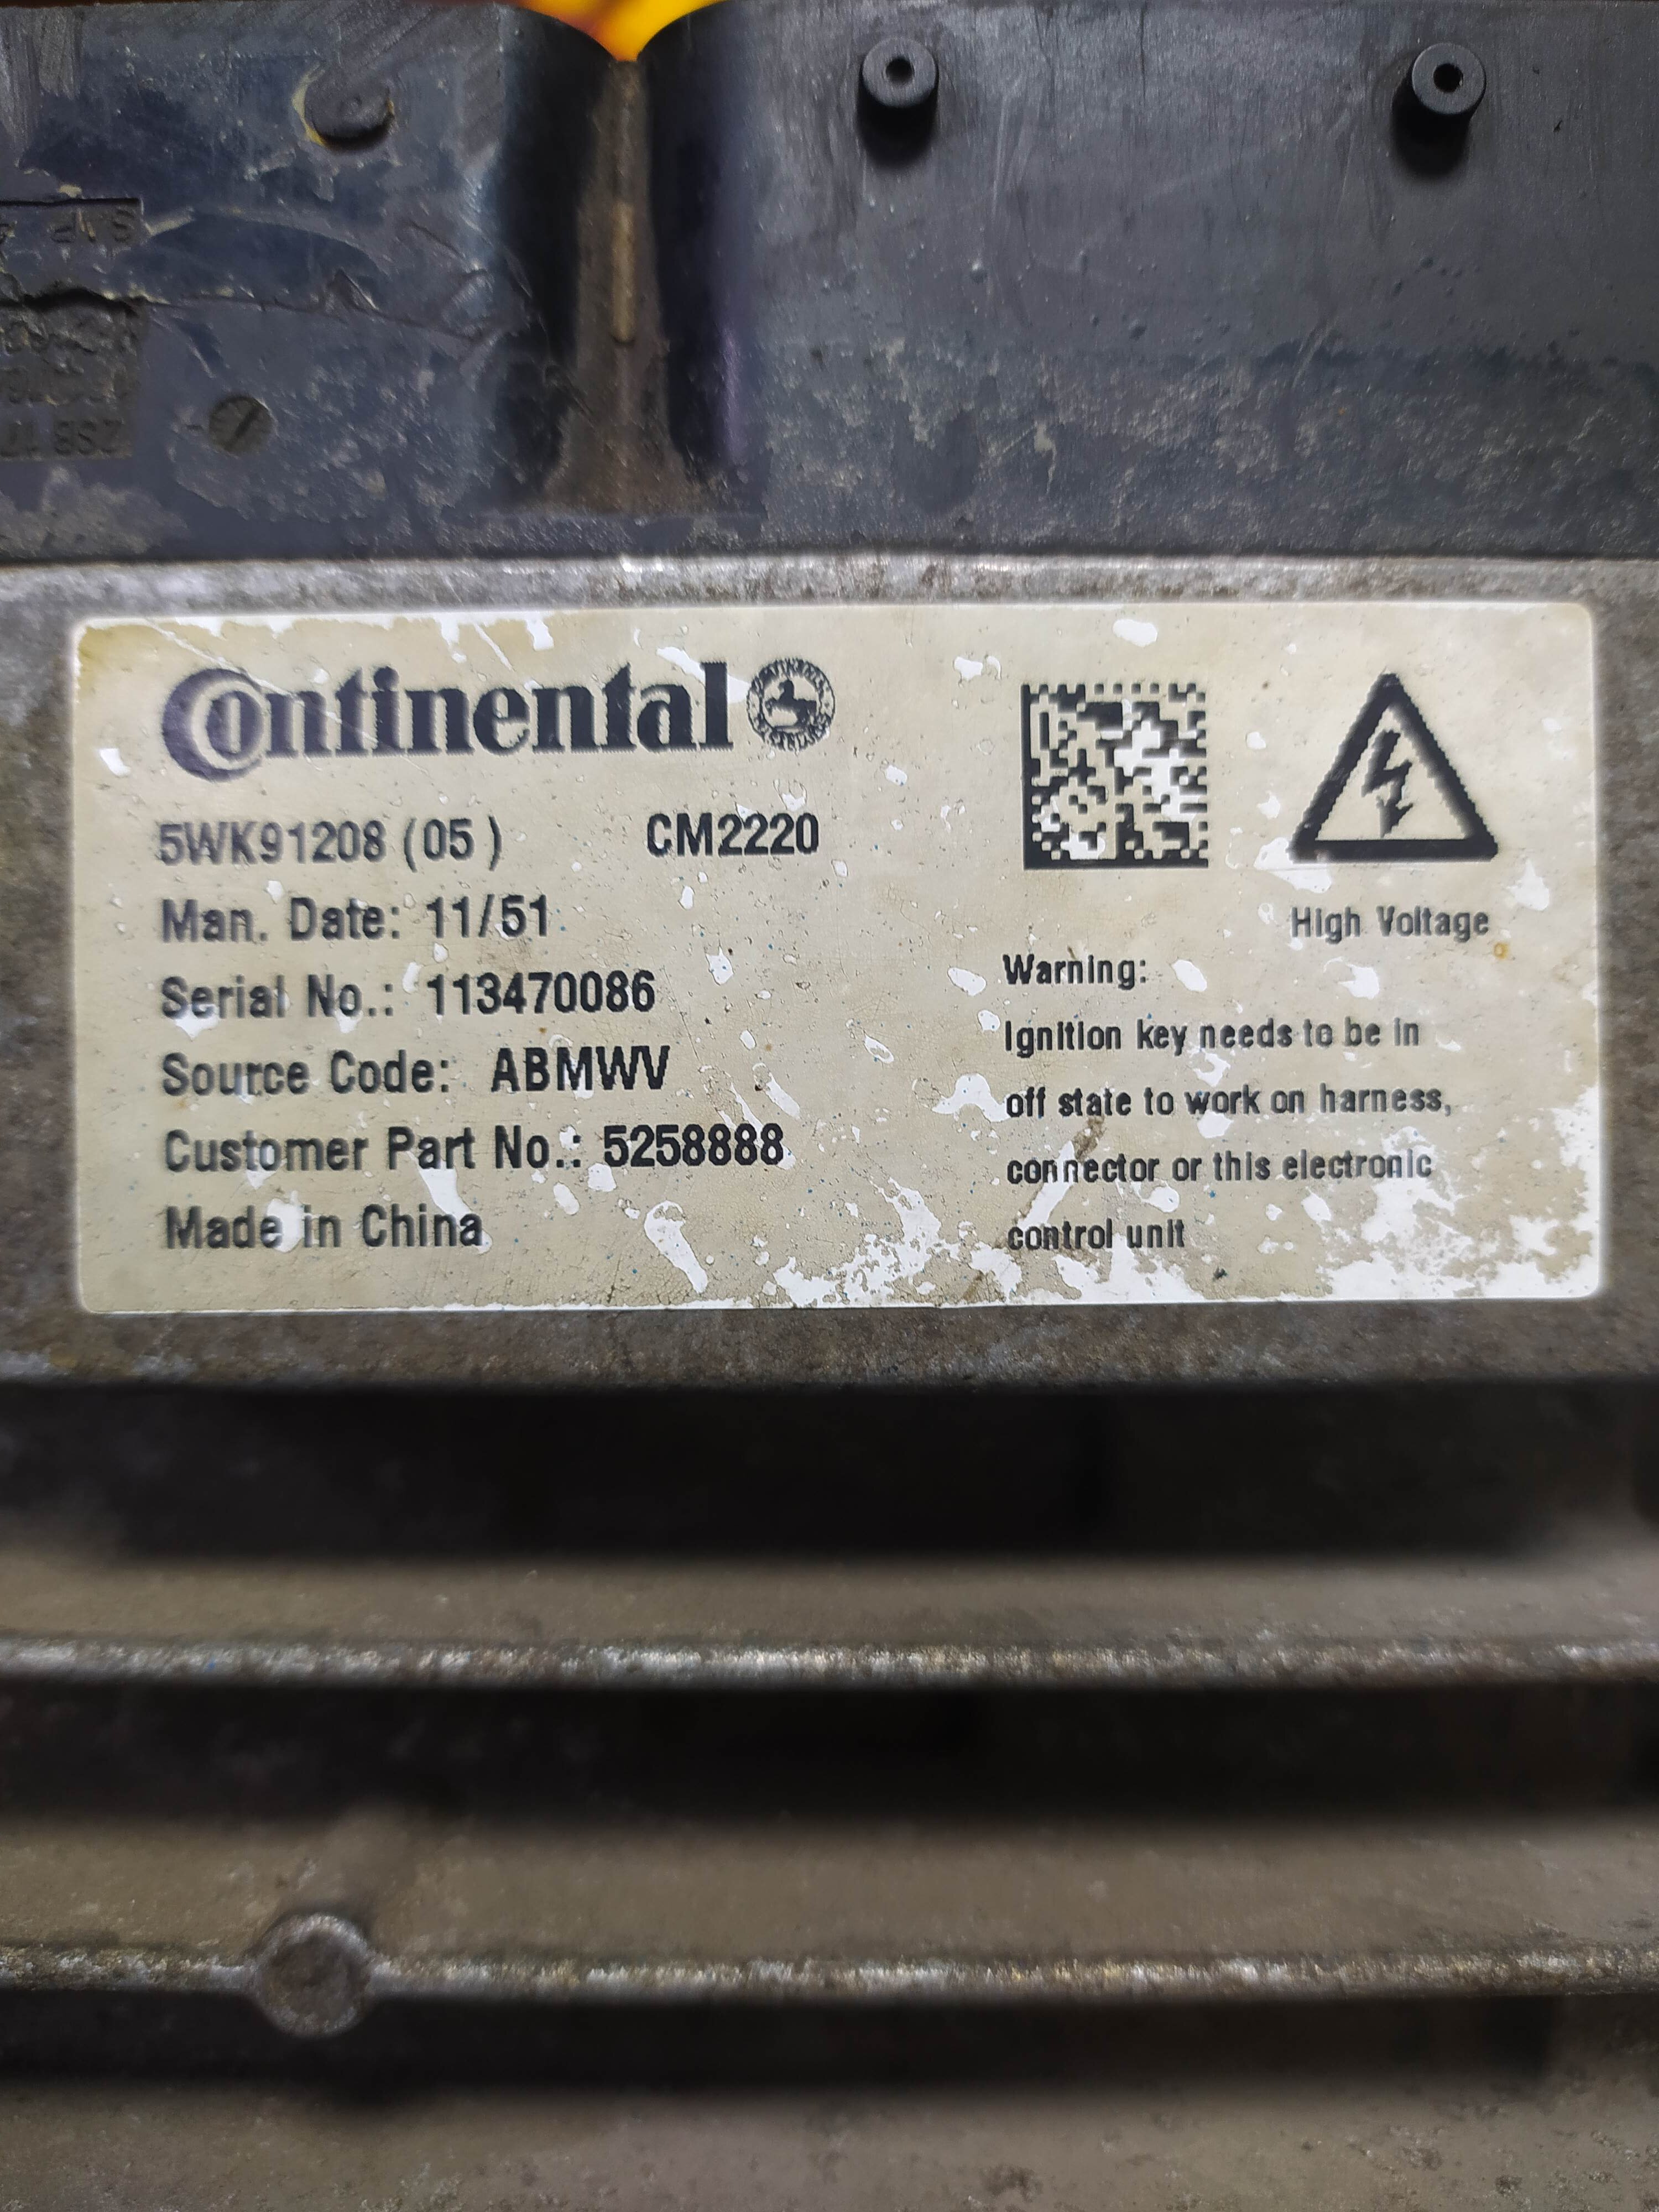 Continental
5WK91208 (05) CM2220
Man. Date: 11/51
Serial No.: 113470086
Source Code: ABMWV
Customer Part No.: 5258888
Made in China
High Voltage
Warning:
Ignition key needs to be in
off state to work on harness,
connector or this electronic
control unit